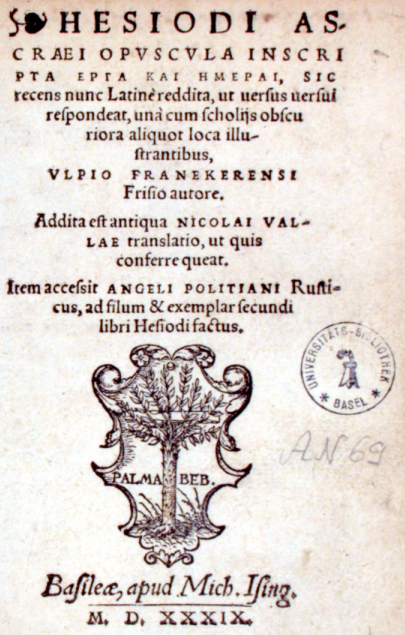 HESIODI AS-
CRAEI OPVSCVLA INSCRI
PTA ΕΡΓΑ ΚΑΙ ΗΜΕΡΑΙ, SIC
recens nunc Latinè reddita, ut uersus uersui
respondeat, unà cum scholijs obscu
riora aliquot loca illu-
strantibus,
VLPIO FRANEKERENSI
Frisio autore.
Addita est antiqua NICOLAI VAL-
LAE translatio, ut quis
conferre queat.
Item accessit ANGELI POLITIANI Rusti-
cus, ad filum & exemplar secundi
libri Hesiodi factus.
UNIVERSITÄTS-BIBLIOTHEK
* BASEL *
AN 69
PALMA BEB.
Basileæ, apud Mich. Ising.
M. D. XXXIX.